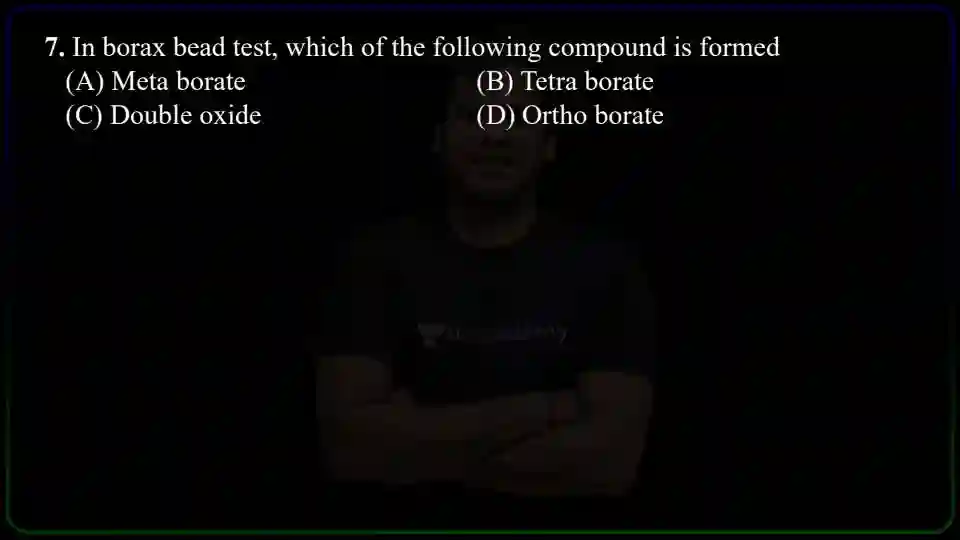 7. In borax bead test, which of the following compound is formed
(A) Meta borate (B) Tetra borate
(C) Double oxide (D) Ortho borate